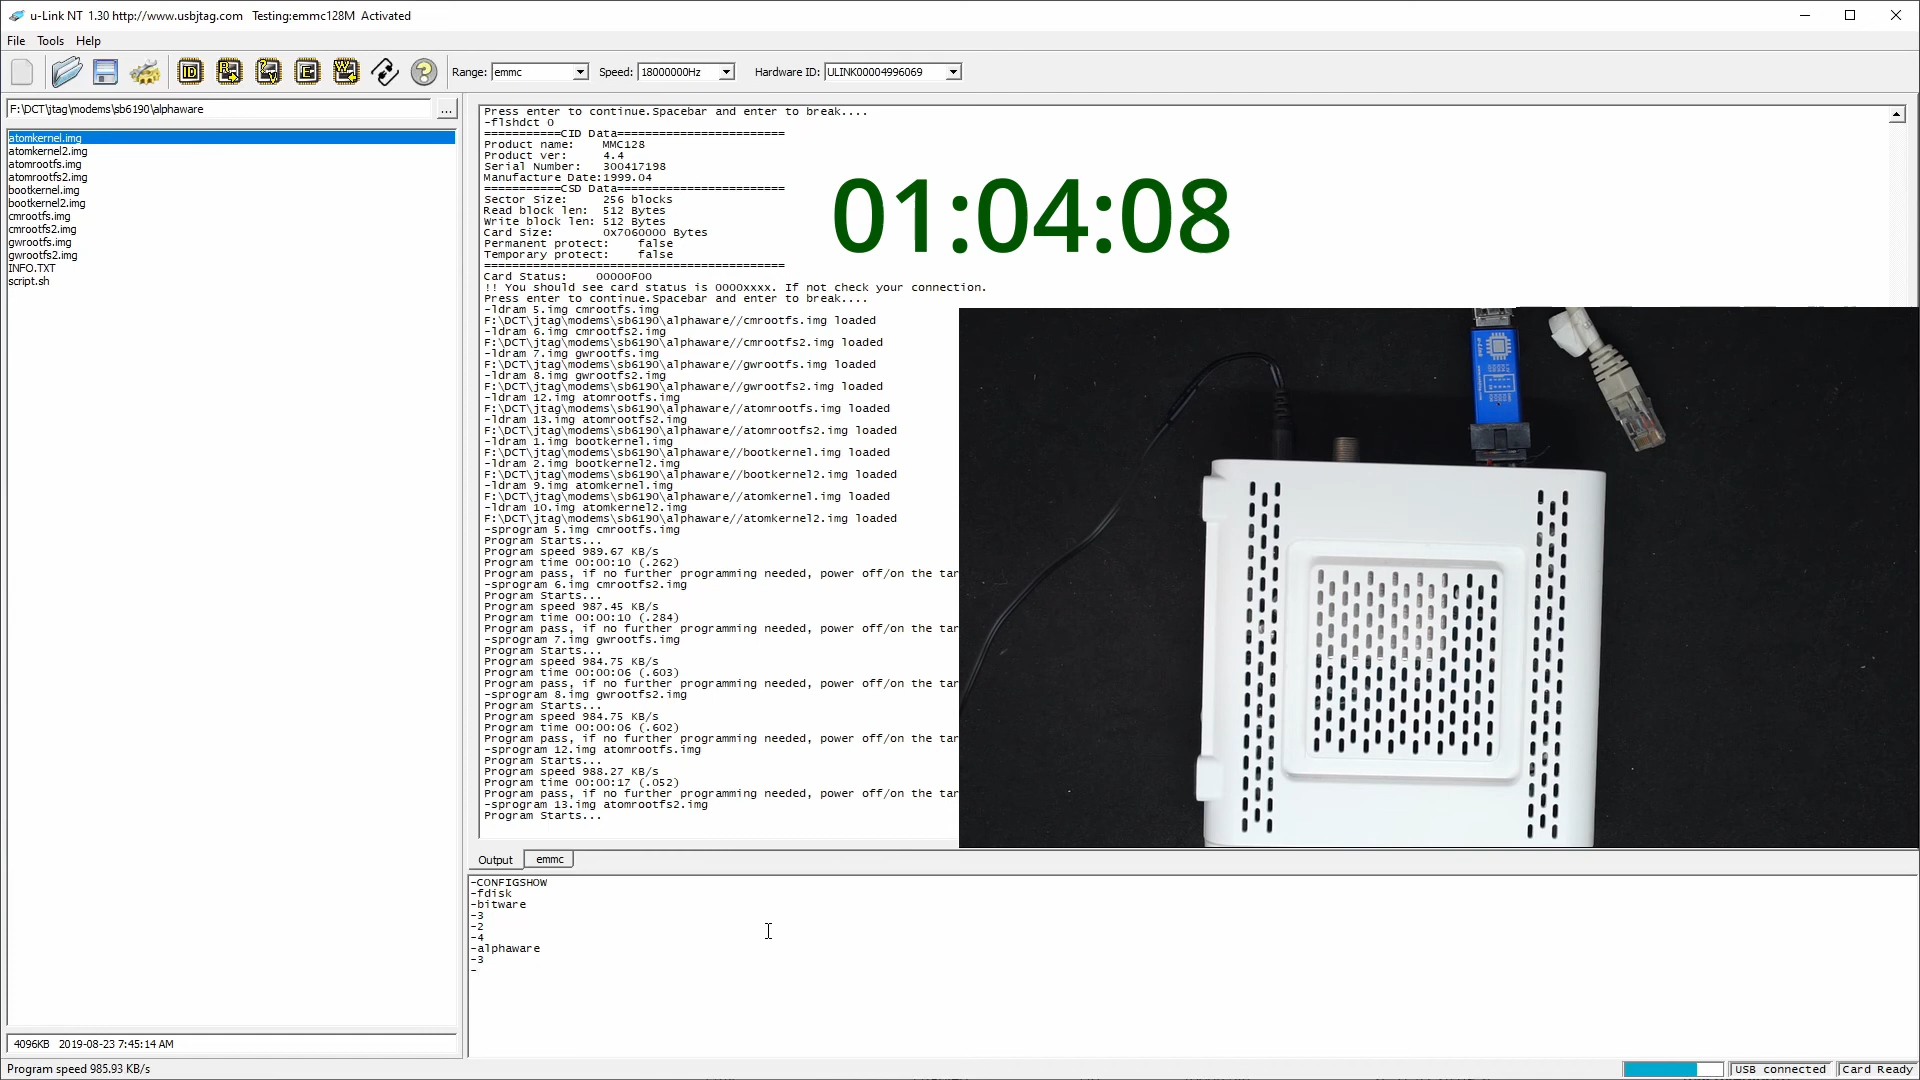 u-Link NT 1.30 http://www.usbjtag.com Testing:emmc128M Activated
File Tools Help
Range: emmc Speed: 18000000Hz Hardware ID: ULINK00004996069
F:\DCT\jtag\modems\sb6190\alphaware
...
atomkernel.img
atomkernel2.img
atomrootfs.img
atomrootfs2.img
bootkernel.img
bootkernel2.img
cmrootfs.img
cmrootfs2.img
gwrootfs.img
gwrootfs2.img
INFO.TXT
script.sh
4096KB 2019-08-23 7:45:14 AM
Press enter to continue.Spacebar and enter to break....
-flshdct 0
===========CID Data========================
Product name: MMC128
Product ver: 4.4
Serial Number: 300417198
Manufacture Date:1999.04
===========CSD Data========================
Sector Size: 256 blocks
Read block len: 512 Bytes
Write block len: 512 Bytes
Card Size: 0x7060000 Bytes
Permanent protect: false
Temporary protect: false
===========================================
Card Status: 00000F00
!! You should see card status is 0000xxxx. If not check your connection.
Press enter to continue.Spacebar and enter to break....
-ldram 5.img cmrootfs.img
F:\DCT\jtag\modems\sb6190\alphaware//cmrootfs.img loaded
-ldram 6.img cmrootfs2.img
F:\DCT\jtag\modems\sb6190\alphaware//cmrootfs2.img loaded
-ldram 7.img gwrootfs.img
F:\DCT\jtag\modems\sb6190\alphaware//gwrootfs.img loaded
-ldram 8.img gwrootfs2.img
F:\DCT\jtag\modems\sb6190\alphaware//gwrootfs2.img loaded
-ldram 12.img atomrootfs.img
F:\DCT\jtag\modems\sb6190\alphaware//atomrootfs.img loaded
-ldram 13.img atomrootfs2.img
F:\DCT\jtag\modems\sb6190\alphaware//atomrootfs2.img loaded
-ldram 1.img bootkernel.img
F:\DCT\jtag\modems\sb6190\alphaware//bootkernel.img loaded
-ldram 2.img bootkernel2.img
F:\DCT\jtag\modems\sb6190\alphaware//bootkernel2.img loaded
-ldram 9.img atomkernel.img
F:\DCT\jtag\modems\sb6190\alphaware//atomkernel.img loaded
-ldram 10.img atomkernel2.img
F:\DCT\jtag\modems\sb6190\alphaware//atomkernel2.img loaded
-sprogram 5.img cmrootfs.img
Program Starts...
Program speed 989.67 KB/s
Program time 00:00:10 (.262)
Program pass, if no further programming needed, power off/on the tar
-sprogram 6.img cmrootfs2.img
Program Starts...
Program speed 987.45 KB/s
Program time 00:00:10 (.284)
Program pass, if no further programming needed, power off/on the tar
-sprogram 7.img gwrootfs.img
Program Starts...
Program speed 984.75 KB/s
Program time 00:00:06 (.603)
Program pass, if no further programming needed, power off/on the tar
-sprogram 8.img gwrootfs2.img
Program Starts...
Program speed 984.75 KB/s
Program time 00:00:06 (.602)
Program pass, if no further programming needed, power off/on the tar
-sprogram 12.img atomrootfs.img
Program Starts...
Program speed 988.27 KB/s
Program time 00:00:17 (.052)
Program pass, if no further programming needed, power off/on the tar
-sprogram 13.img atomrootfs2.img
Program Starts...
01:04:08
Output emmc
-CONFIGSHOW
-fdisk
-bitware
-3
-2
-4
-alphaware
-3
-
Program speed 985.93 KB/s
USB connected Card Ready